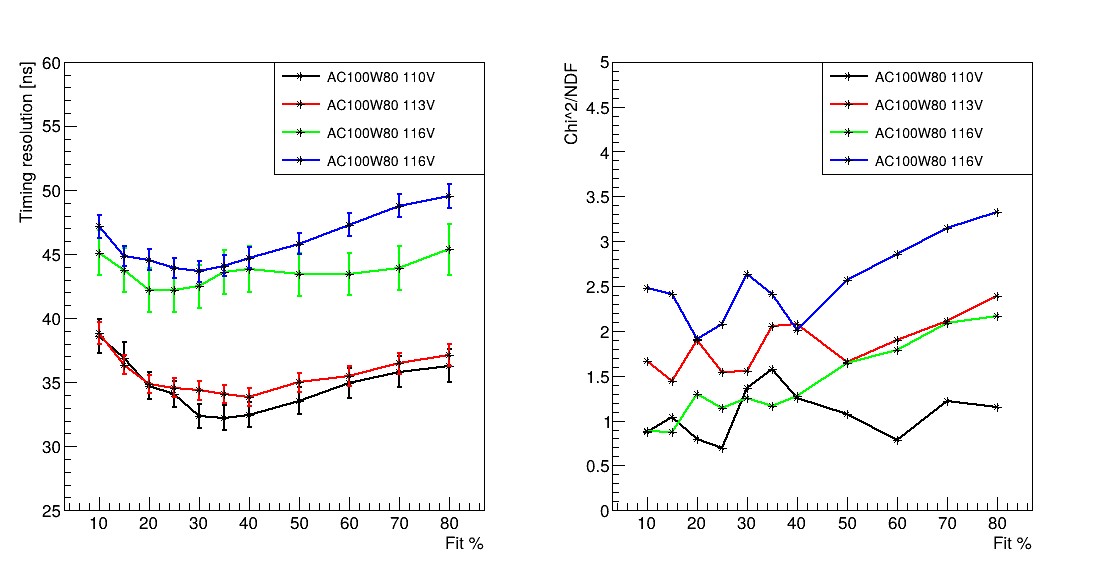 Timing resolution [ns]
60
55
50
45
40
35
30
25
10 20 30 40 50 60 70 80
Fit %
AC100W80 110V
AC100W80 113V
AC100W80 116V
AC100W80 116V
Chi^2/NDF
5
4.5
4
3.5
3
2.5
2
1.5
1
0.5
0
10 20 30 40 50 60 70 80
Fit %
AC100W80 110V
AC100W80 113V
AC100W80 116V
AC100W80 116V